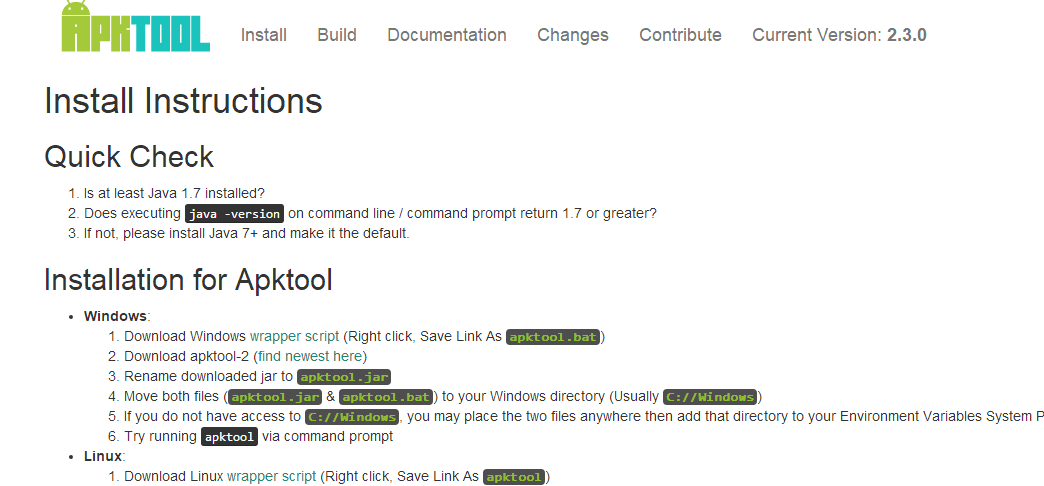 APKTOOL Install Build Documentation Changes Contribute Current Version: 2.3.0
Install Instructions
Quick Check
1. Is at least Java 1.7 installed?
2. Does executing java -version on command line / command prompt return 1.7 or greater?
3. If not, please install Java 7+ and make it the default.
Installation for Apktool
• Windows:
1. Download Windows wrapper script (Right click, Save Link As apktool.bat)
2. Download apktool-2 (find newest here)
3. Rename downloaded jar to apktool.jar
4. Move both files (apktool.jar & apktool.bat) to your Windows directory (Usually C://Windows)
5. If you do not have access to C://Windows, you may place the two files anywhere then add that directory to your Environment Variables System P
6. Try running apktool via command prompt
• Linux:
1. Download Linux wrapper script (Right click, Save Link As apktool)